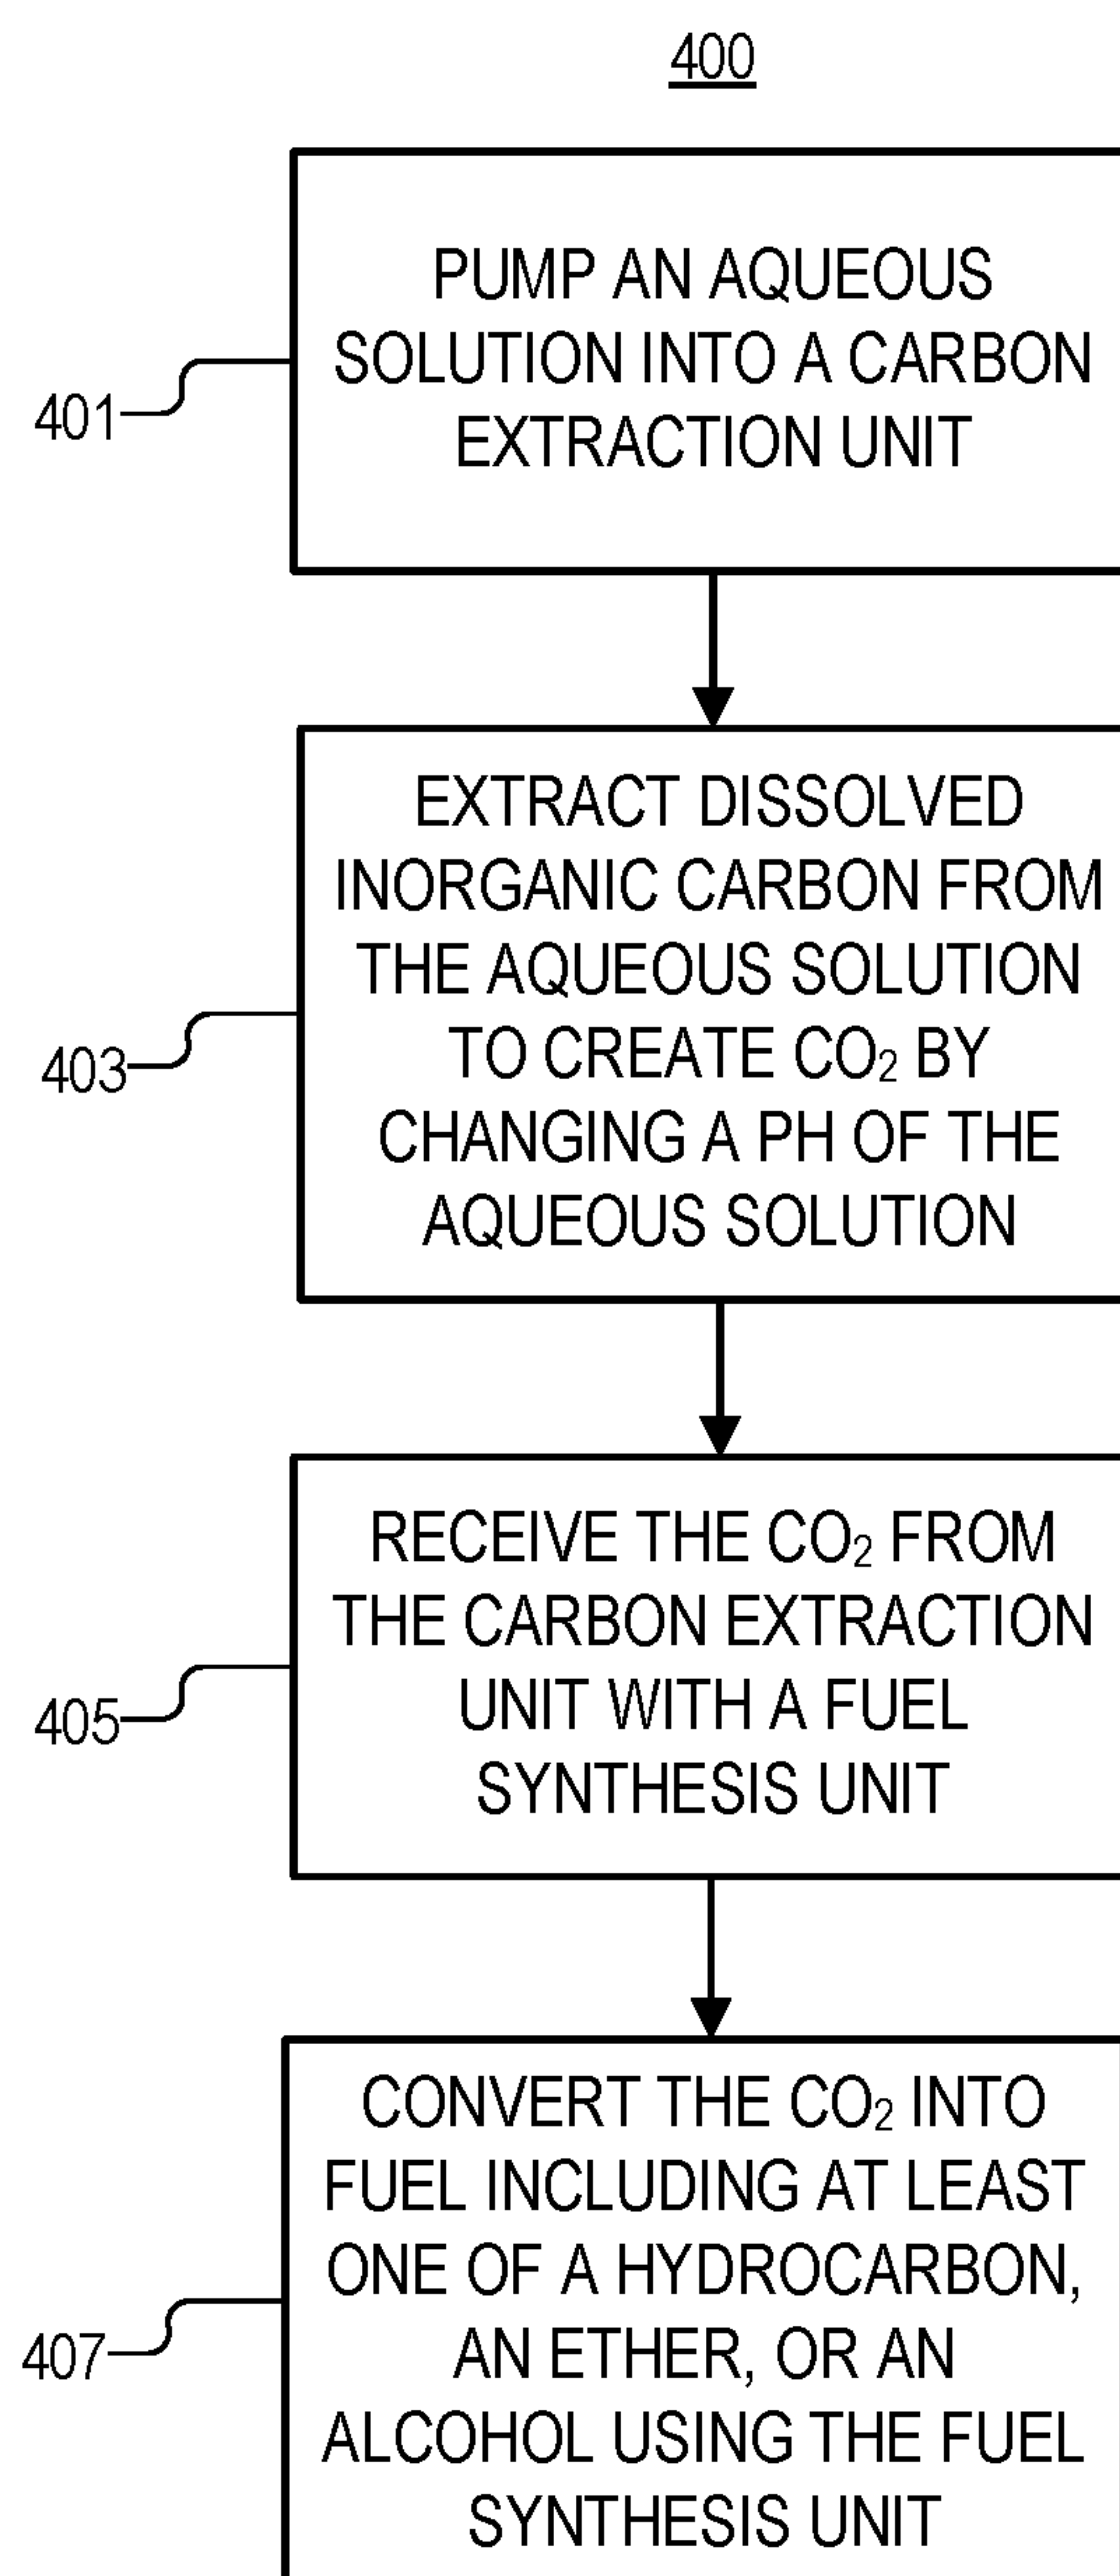 400
PUMP AN AQUEOUS
SOLUTION INTO A CARBON
EXTRACTION UNIT
401
EXTRACT DISSOLVED
INORGANIC CARBON FROM
THE AQUEOUS SOLUTION
TO CREATE CO₂ BY
CHANGING A PH OF THE
AQUEOUS SOLUTION
403
RECEIVE THE CO₂ FROM
THE CARBON EXTRACTION
UNIT WITH A FUEL
SYNTHESIS UNIT
405
CONVERT THE CO₂ INTO
FUEL INCLUDING AT LEAST
ONE OF A HYDROCARBON,
AN ETHER, OR AN
ALCOHOL USING THE FUEL
SYNTHESIS UNIT
407